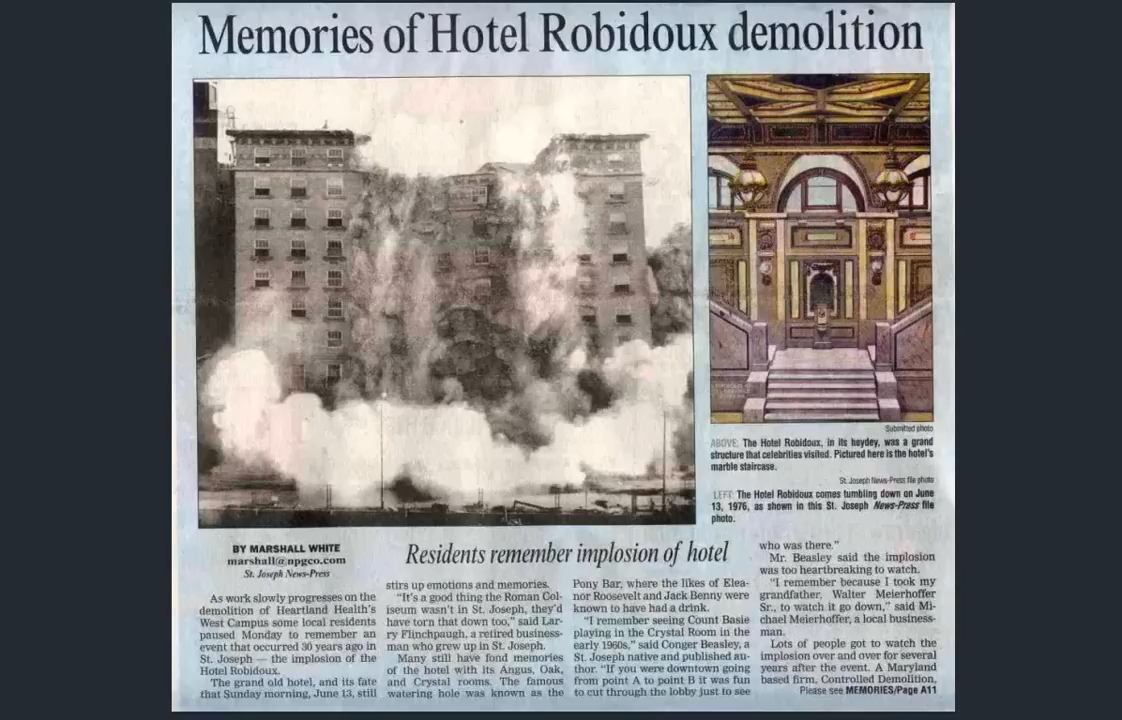 Memories of Hotel Robidoux demolition
Submitted photo
ABOVE: The Hotel Robidoux, in its heydey, was a grand
structure that celebrities visited. Pictured here is the hotel's
marble staircase.
St. Joseph News-Press file photo
LEFT: The Hotel Robidoux comes tumbling down on June
13, 1976, as shown in this St. Joseph News-Press file
photo.
Residents remember implosion of hotel
BY MARSHALL WHITE
marshall@npgco.com
St. Joseph News-Press
As work slowly progresses on the
demolition of Heartland Health's
West Campus some local residents
paused Monday to remember an
event that occurred 30 years ago in
St. Joseph — the implosion of the
Hotel Robidoux.
The grand old hotel, and its fate
that Sunday morning, June 13, still
stirs up emotions and memories.
"It's a good thing the Roman Col-
iseum wasn't in St. Joseph, they'd
have torn that down too," said Lar-
ry Flinchpaugh, a retired business-
man who grew up in St. Joseph.
Many still have fond memories
of the hotel with its Angus, Oak,
and Crystal rooms. The famous
watering hole was known as the
Pony Bar, where the likes of Elea-
nor Roosevelt and Jack Benny were
known to have had a drink.
"I remember seeing Count Basie
playing in the Crystal Room in the
early 1960s," said Conger Beasley, a
St. Joseph native and published au-
thor. "If you were downtown going
from point A to point B it was fun
to cut through the lobby just to see
who was there."
Mr. Beasley said the implosion
was too heartbreaking to watch.
"I remember because I took my
grandfather, Walter Meierhoffer
Sr., to watch it go down," said Mi-
chael Meierhoffer, a local business-
man.
Lots of people got to watch the
implosion over and over for several
years after the event. A Maryland
based firm, Controlled Demolition,
Please see MEMORIES/Page A11